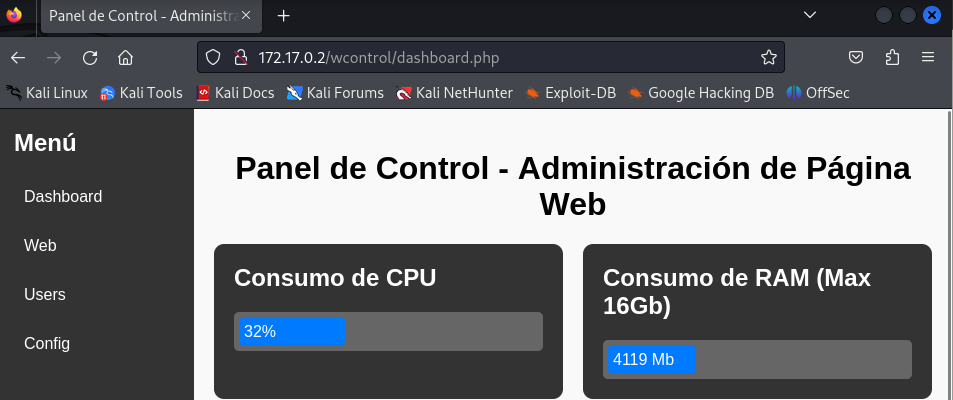 Panel de Control - Administra
172.17.0.2/wcontrol/dashboard.php
Kali Linux Kali Tools Kali Docs Kali Forums Kali NetHunter Exploit-DB Google Hacking DB OffSec
Menú
Dashboard
Web
Users
Config
Panel de Control - Administración de Página
Web
Consumo de CPU
32%
Consumo de RAM (Max
16Gb)
4119 Mb